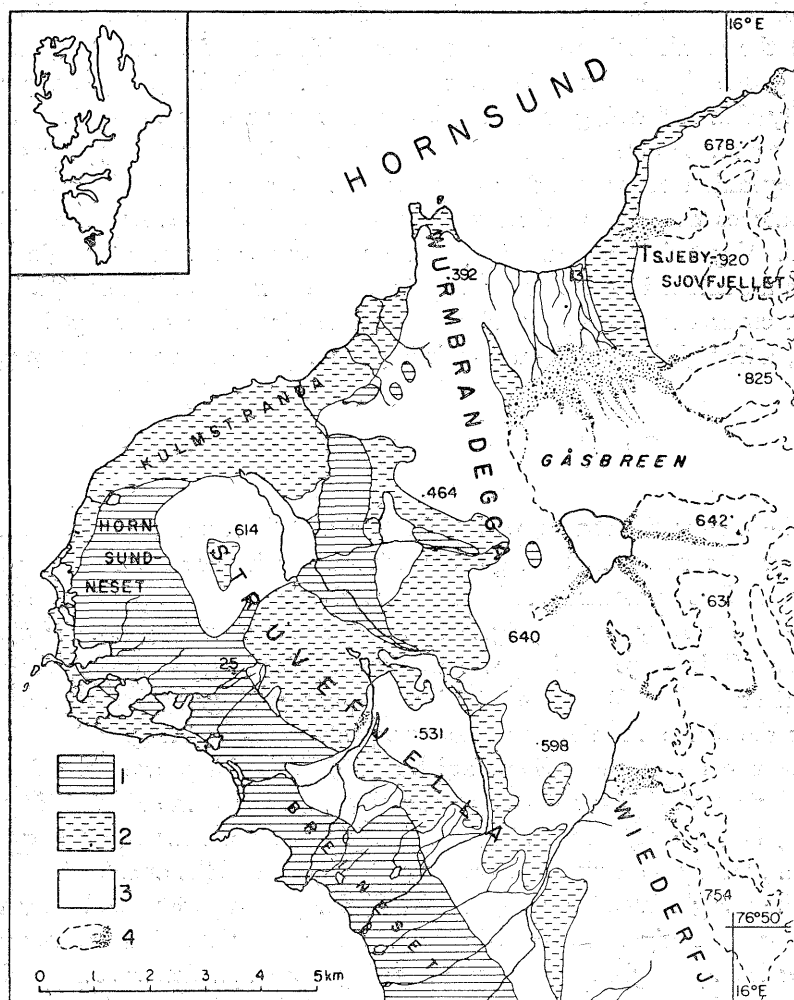 16°E
HORNSUND
678
TSJEBY-
920
SJOVFJELLET
WURMBRANDEGGA
.392
13
.825
KULMSTRANDA
GÅSBREEN
.464
642.
HORN
SUND-
NESET
.614
STRUVEFJELLA
.631
640
25
.531
598
WIEDERFJ
BREINESET
754
76°50'
16°E
1
2
3
4
0 1 2 3 4 5km